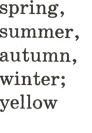 spring,
summer,
autumn,
winter;
yellow